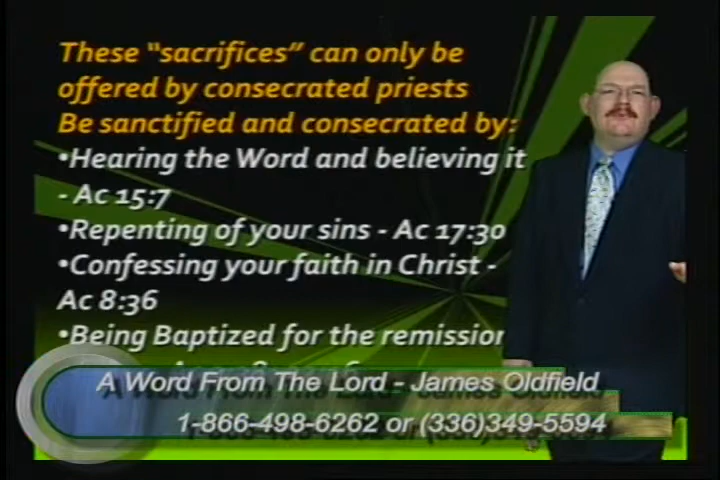 These “sacrifices” can only be
offered by consecrated priests
Be sanctified and consecrated by:
•Hearing the Word and believing it
- Ac 15:7
•Repenting of your sins - Ac 17:30
•Confessing your faith in Christ -
Ac 8:36
•Being Baptized for the remission
A Word From The Lord - James Oldfield
1-866-498-6262 or (336)349-5594